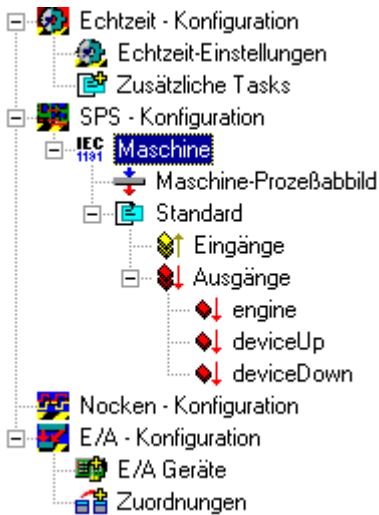 Echtzeit - Konfiguration
Echtzeit-Einstellungen
Zusätzliche Tasks
SPS - Konfiguration
IEC 1131 Maschine
Maschine-Prozeßabbild
Standard
Eingänge
Ausgänge
engine
deviceUp
deviceDown
Nocken - Konfiguration
E/A - Konfiguration
E/A Geräte
Zuordnungen